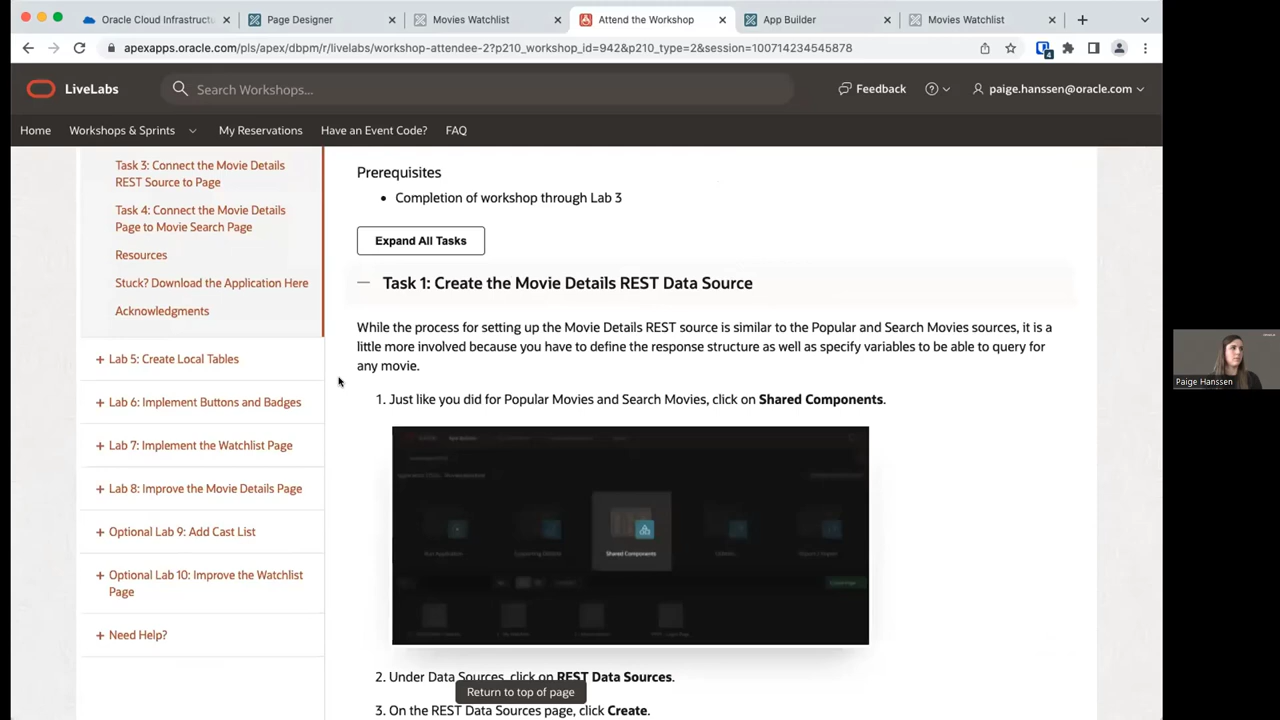 Oracle Cloud Infrastructu
Page Designer
Movies Watchlist
Attend the Workshop
App Builder
Movies Watchlist
apexapps.oracle.com/pls/apex/dbpm/r/livelabs/workshop-attendee-2?p210_workshop_id=942&p210_type=2&session=100714234545878
4
LiveLabs
Search Workshops...
Feedback
paige.hanssen@oracle.com
Home
Workshops & Sprints
My Reservations
Have an Event Code?
FAQ
Task 3: Connect the Movie Details
REST Source to Page
Task 4: Connect the Movie Details
Page to Movie Search Page
Resources
Stuck? Download the Application Here
Acknowledgments
+ Lab 5: Create Local Tables
+ Lab 6: Implement Buttons and Badges
+ Lab 7: Implement the Watchlist Page
+ Lab 8: Improve the Movie Details Page
+ Optional Lab 9: Add Cast List
+ Optional Lab 10: Improve the Watchlist
Page
+ Need Help?
Prerequisites
• Completion of workshop through Lab 3
Expand All Tasks
— Task 1: Create the Movie Details REST Data Source
While the process for setting up the Movie Details REST source is similar to the Popular and Search Movies sources, it is a
little more involved because you have to define the response structure as well as specify variables to be able to query for
any movie.
1. Just like you did for Popular Movies and Search Movies, click on Shared Components.
Shared Components
2. Under Data Sources, click on REST Data Sources.
Return to top of page
3. On the REST Data Sources page, click Create.
Paige Hanssen